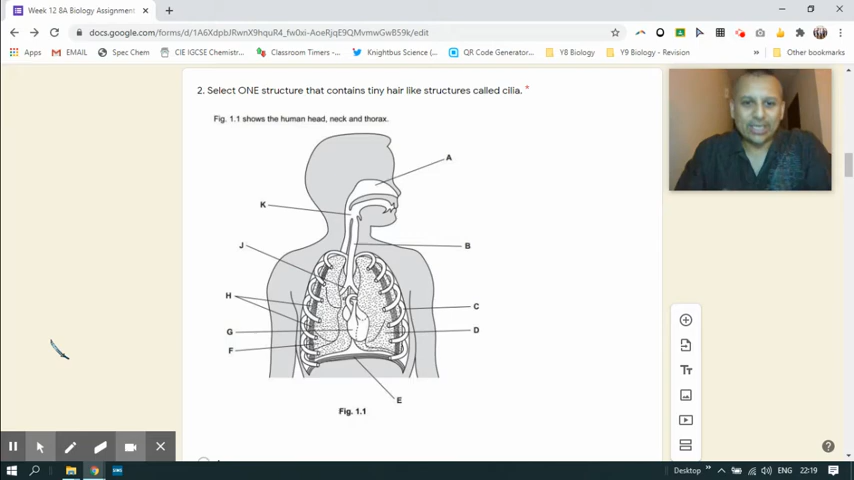 Week 12 8A Biology Assignment
docs.google.com/forms/d/1A6XdpbJRwnX9hquR4_fw0xi-AoeRjqE9QMvmwGwB59k/edit
Apps
EMAIL
Spec Chem
CIE IGCSE Chemistr...
Classroom Timers -...
Knightbus Science (...
QR Code Generator...
Y8 Biology
Y9 Biology - Revision
Other bookmarks
2. Select ONE structure that contains tiny hair like structures called cilia. *
Fig. 1.1 shows the human head, neck and thorax.
A
K
J
B
H
C
G
D
F
E
Fig. 1.1
Desktop
ENG
22:19